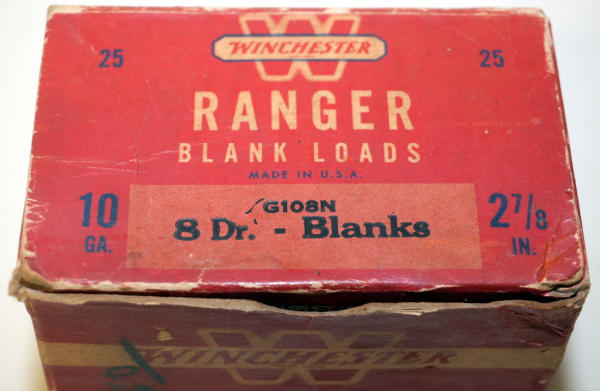 WINCHESTER
25 25
RANGER
BLANK LOADS
MADE IN U.S.A.
G108N
10 GA. 8 Dr. - Blanks 2 7/8 IN.
WINCHESTER